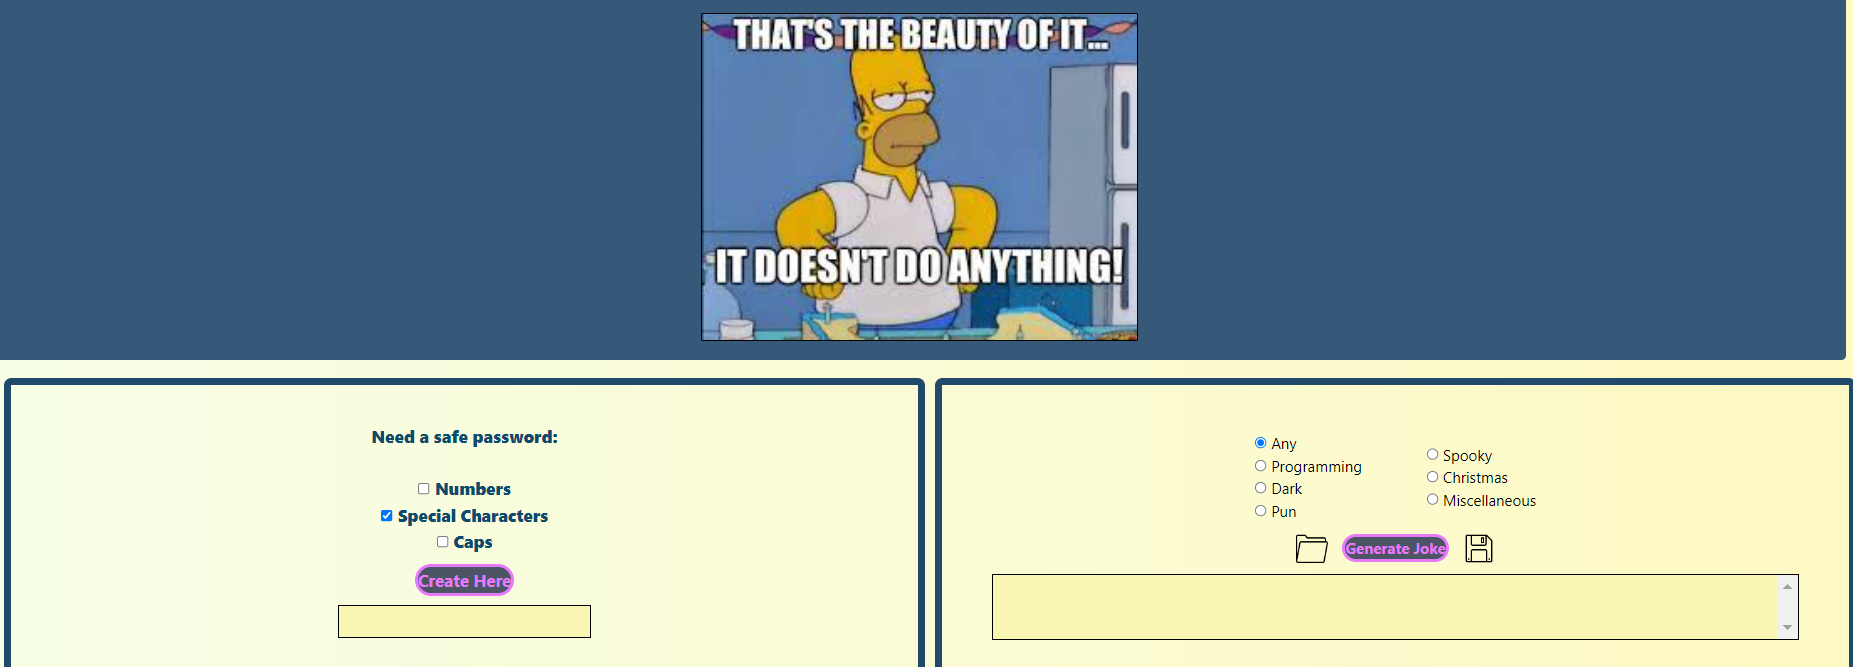 THAT'S THE BEAUTY OF IT...
IT DOESN'T DO ANYTHING!
Need a safe password:
Numbers
Special Characters
Caps
Create Here
Any
Programming
Dark
Pun
Spooky
Christmas
Miscellaneous
Generate Joke